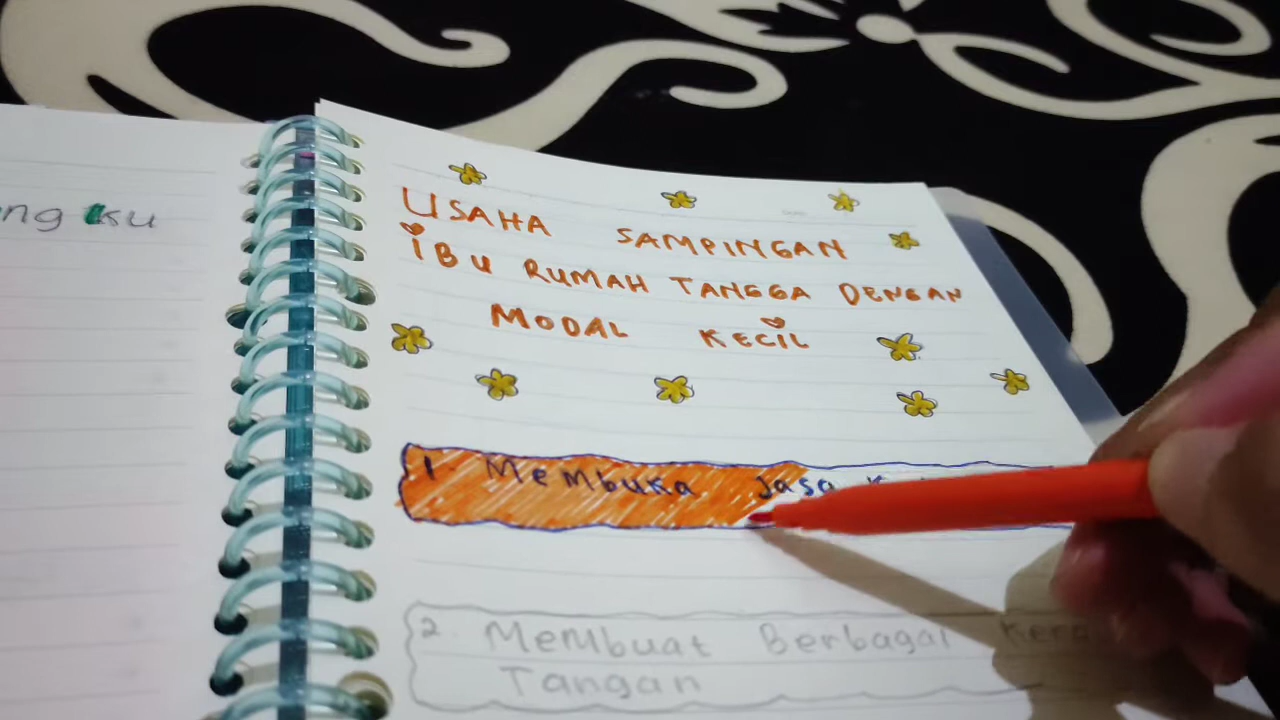 ng ku
USAHA SAMPINGAN
IBU RUMAH TANGGA DENGAN
MODAL KECIL
1 Membuka jasa
2. Membuat Berbagai
Tangan